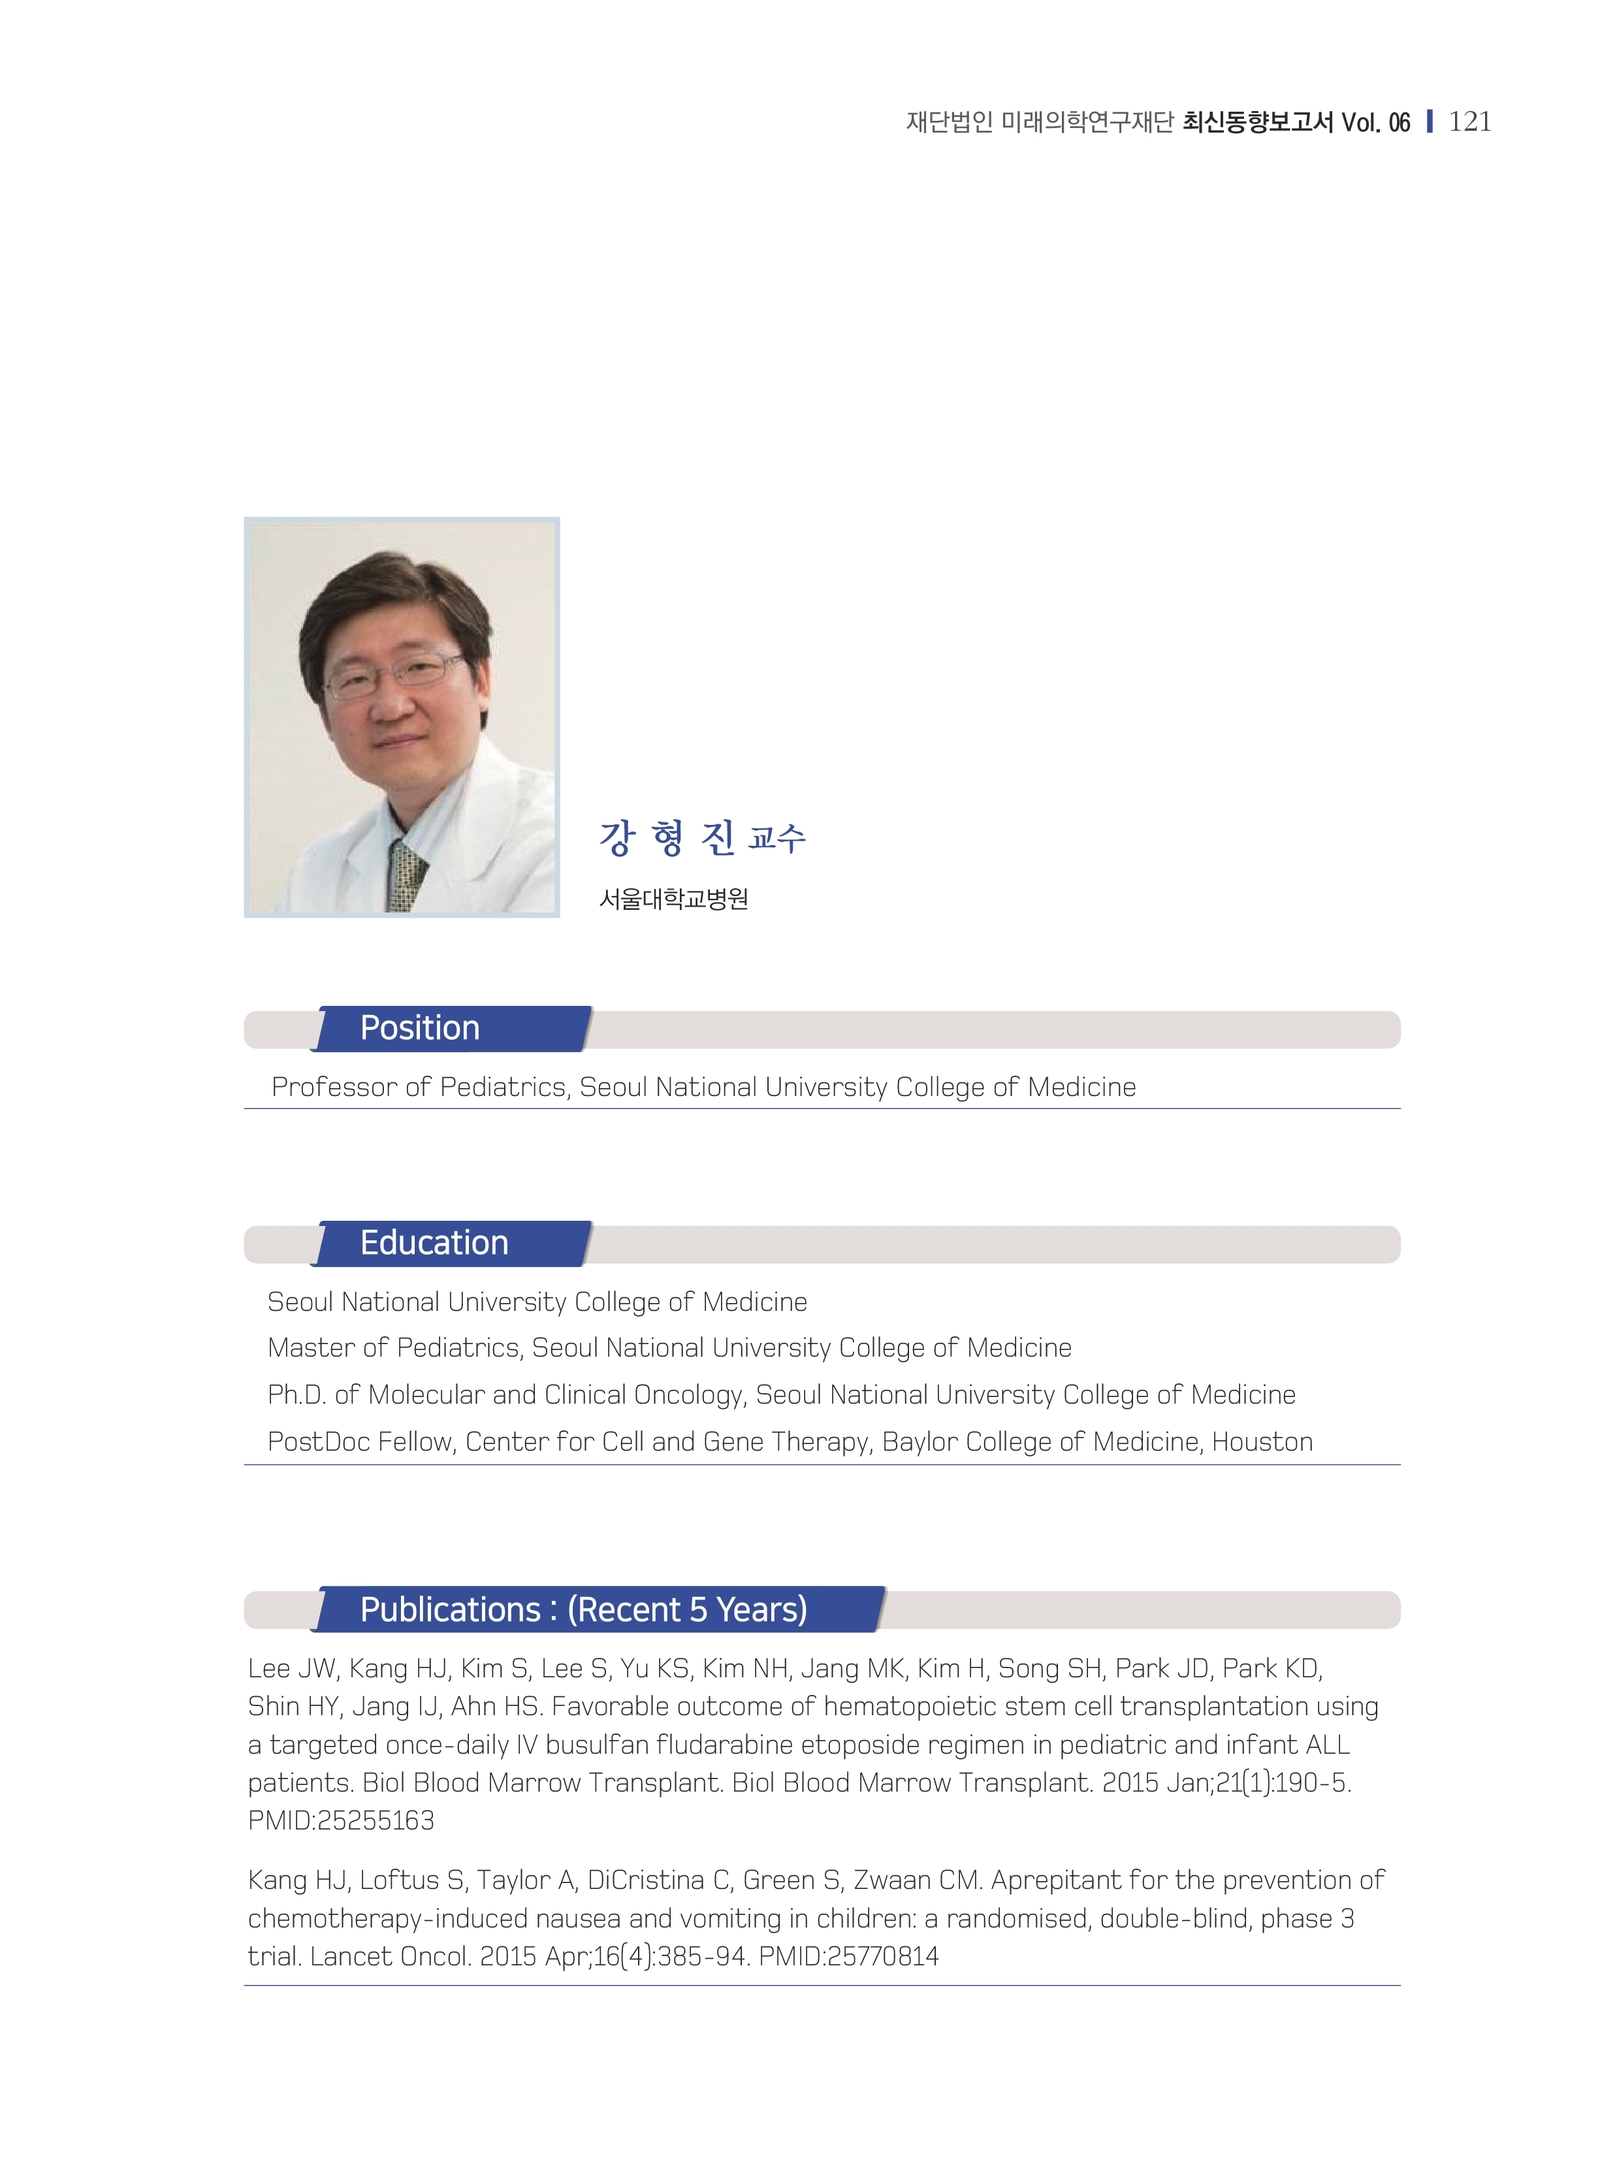 재단법인 미래의학연구재단 최신동향보고서 Vol. 06 121
강 형 진 교수
서울대학교병원
Position
Professor of Pediatrics, Seoul National University College of Medicine
Education
Seoul National University College of Medicine
Master of Pediatrics, Seoul National University College of Medicine
Ph.D. of Molecular and Clinical Oncology, Seoul National University College of Medicine
PostDoc Fellow, Center for Cell and Gene Therapy, Baylor College of Medicine, Houston
Publications : (Recent 5 Years)
Lee JW, Kang HJ, Kim S, Lee S, Yu KS, Kim NH, Jang MK, Kim H, Song SH, Park JD, Park KD,
Shin HY, Jang IJ, Ahn HS. Favorable outcome of hematopoietic stem cell transplantation using
a targeted once-daily IV busulfan fludarabine etoposide regimen in pediatric and infant ALL
patients. Biol Blood Marrow Transplant. Biol Blood Marrow Transplant. 2015 Jan;21(1):190-5.
PMID:25255163
Kang HJ, Loftus S, Taylor A, DiCristina C, Green S, Zwaan CM. Aprepitant for the prevention of
chemotherapy-induced nausea and vomiting in children: a randomised, double-blind, phase 3
trial. Lancet Oncol. 2015 Apr;16(4):385-94. PMID:25770814